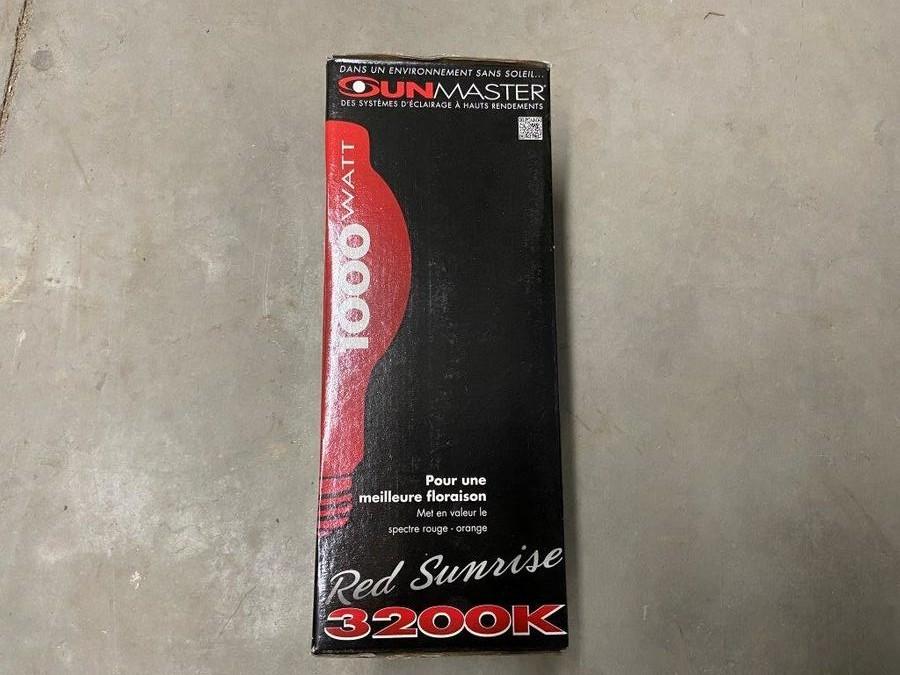 DANS UN ENVIRONNEMENT SANS SOLEIL...
SUNMASTER
DES SYSTÈMES D'ÉCLAIRAGE À HAUTS RENDEMENTS
1000 WATT
Pour une
meilleure floraison
Met en valeur le
spectre rouge - orange
Red Sunrise
3200K